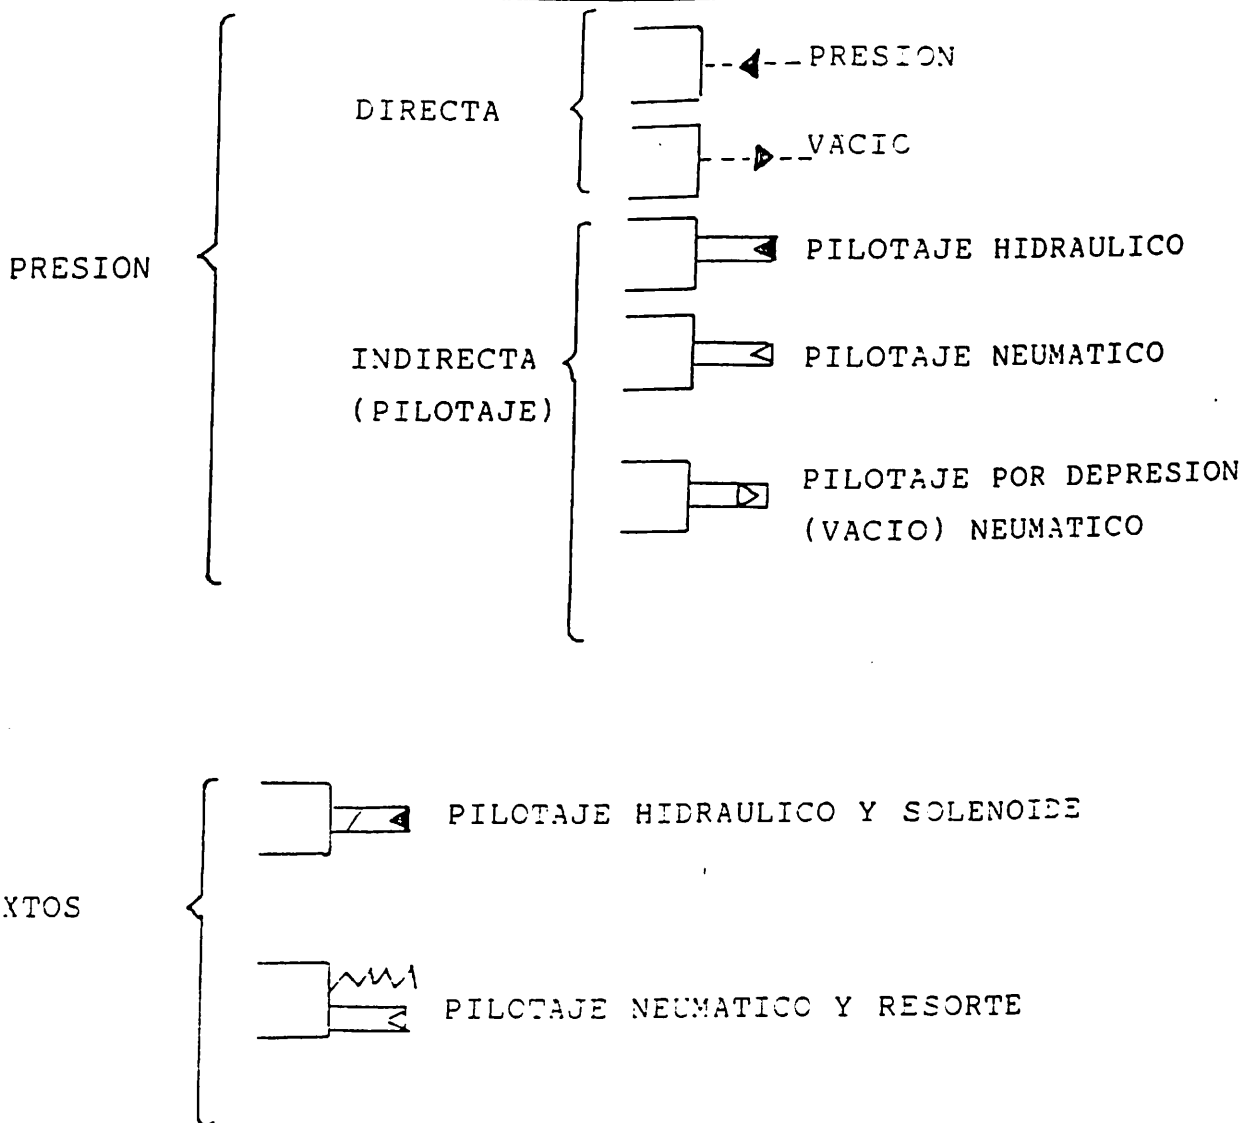 PRESION
DIRECTA
PRESION
VACIO
INDIRECTA
(PILOTAJE)
PILOTAJE HIDRAULICO
PILOTAJE NEUMATICO
PILOTAJE POR DEPRESION
(VACIO) NEUMATICO
XTOS
PILOTAJE HIDRAULICO Y SOLENOIDE
PILOTAJE NEUMATICO Y RESORTE